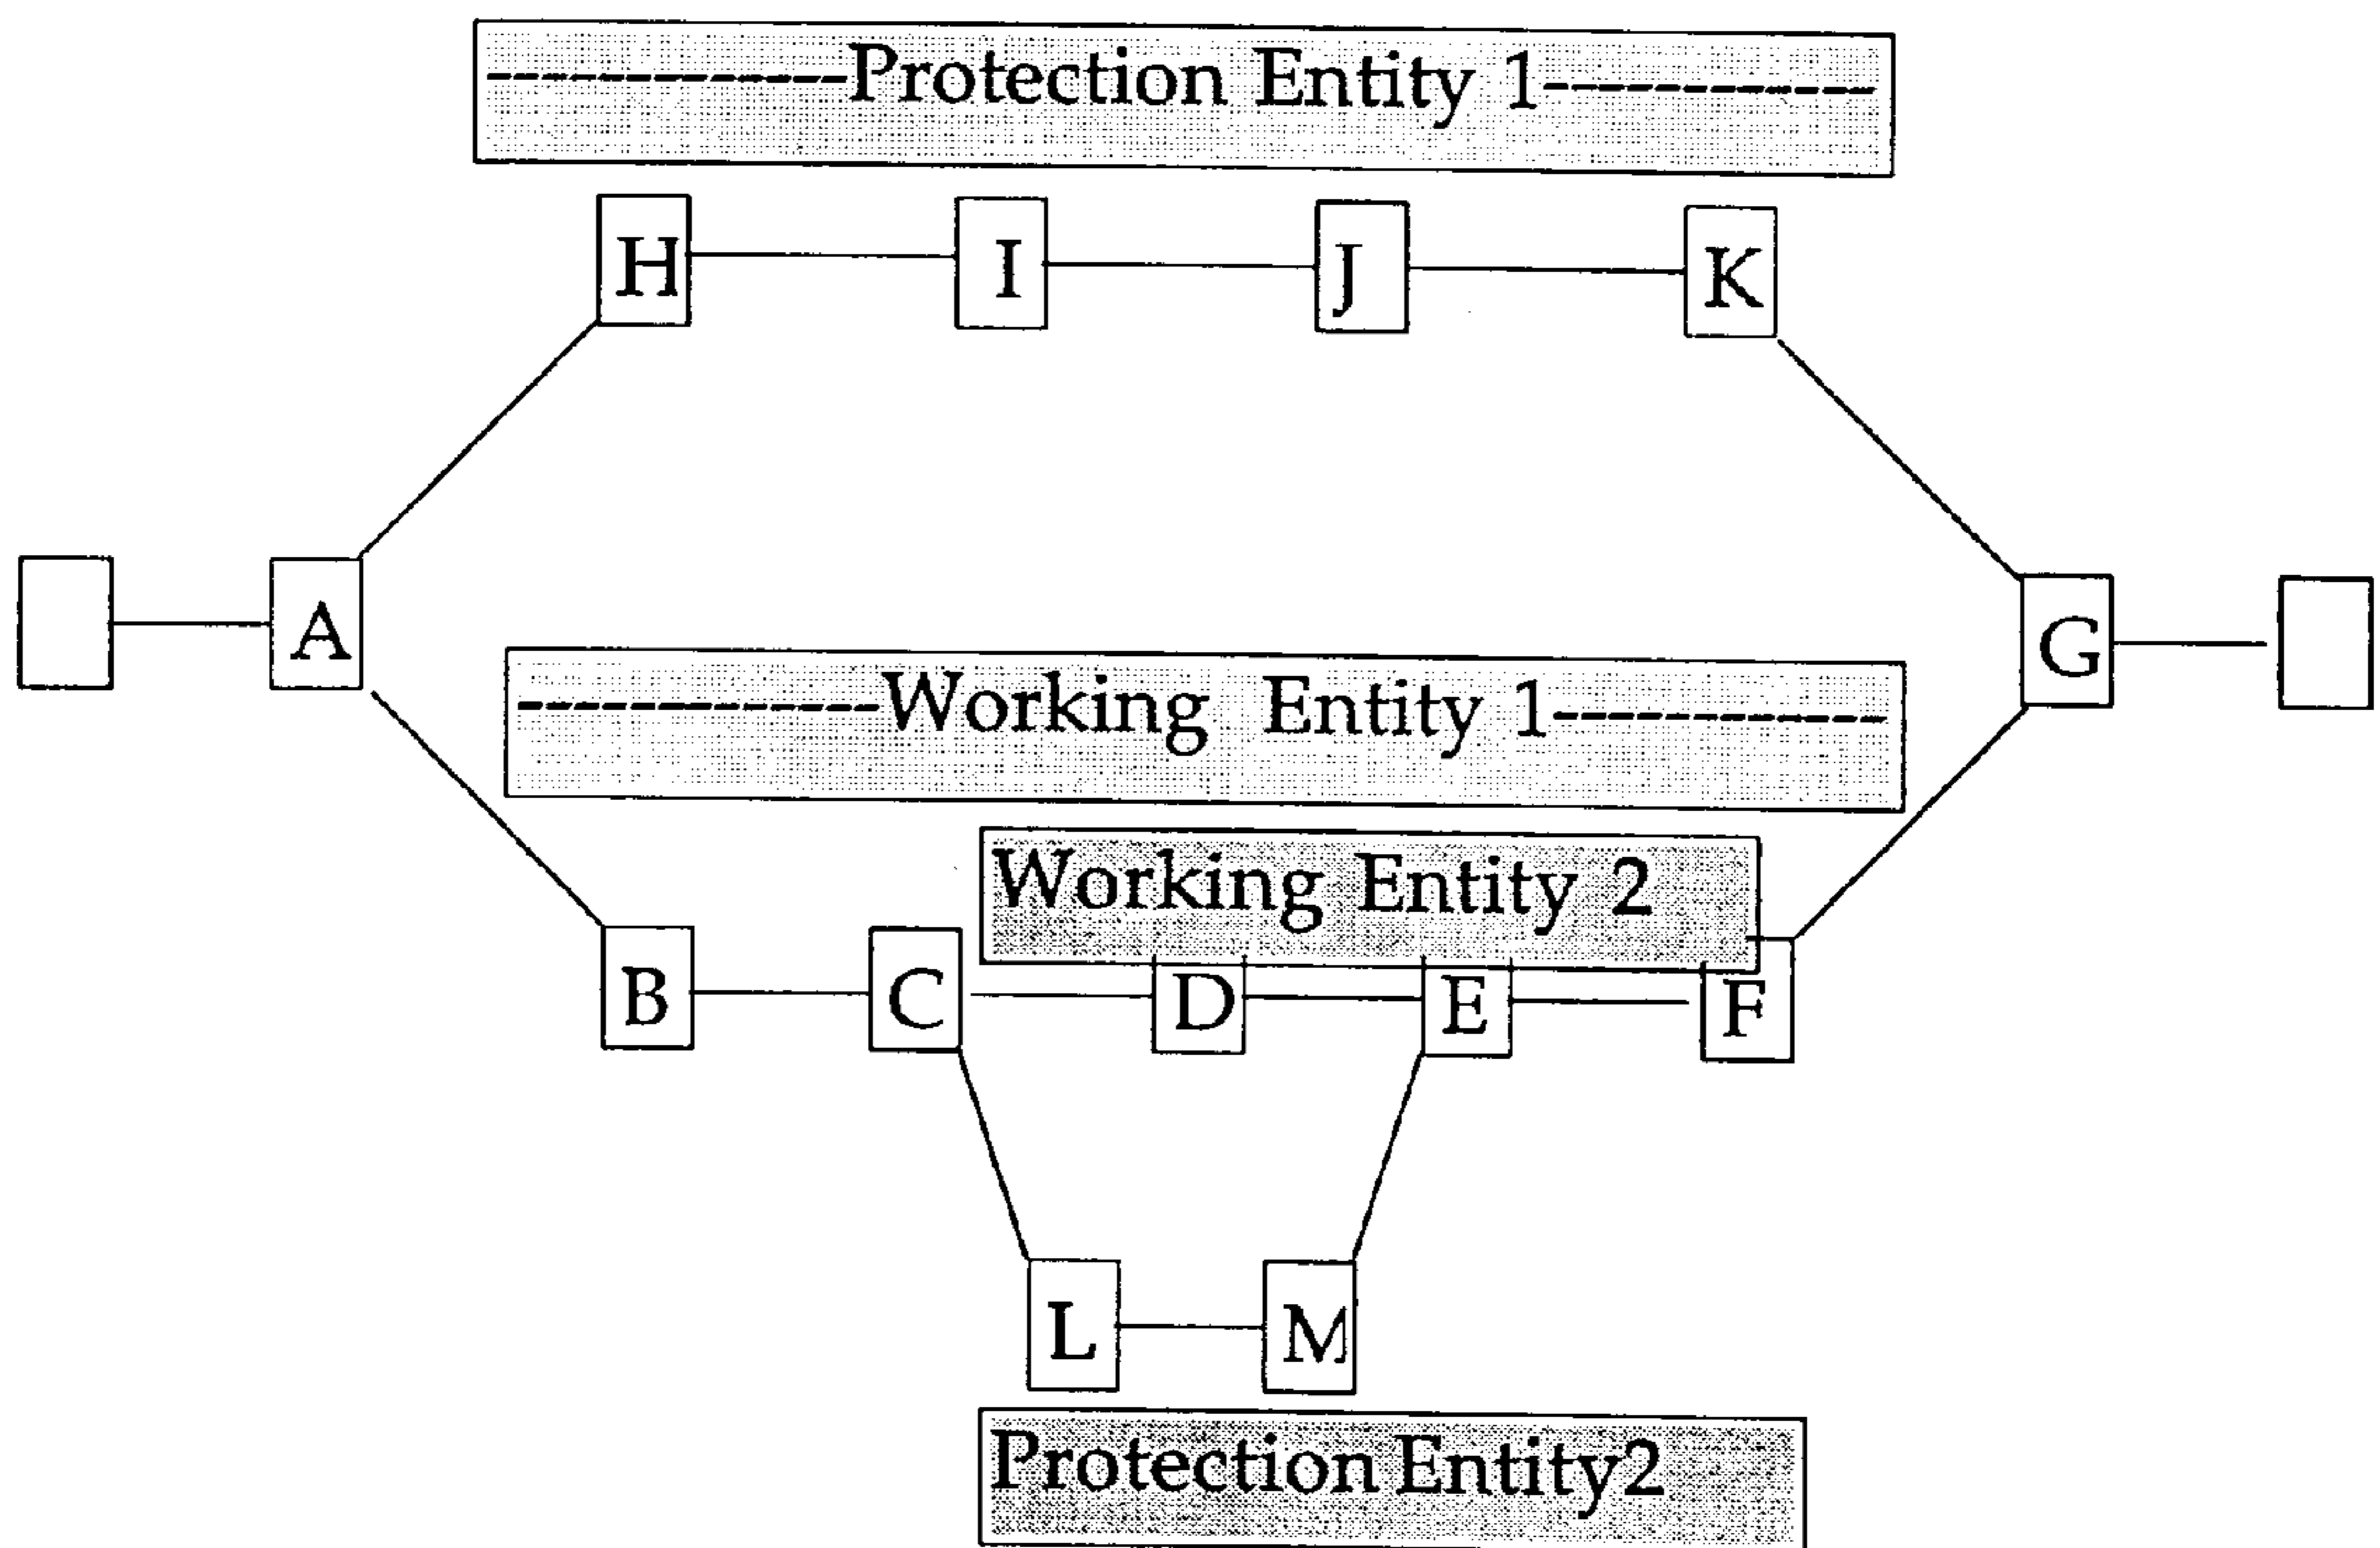 ------------Protection Entity 1------------
H I J K
A G
------------Working Entity 1------------
Working Entity 2
B C D E F
L M
Protection Entity2